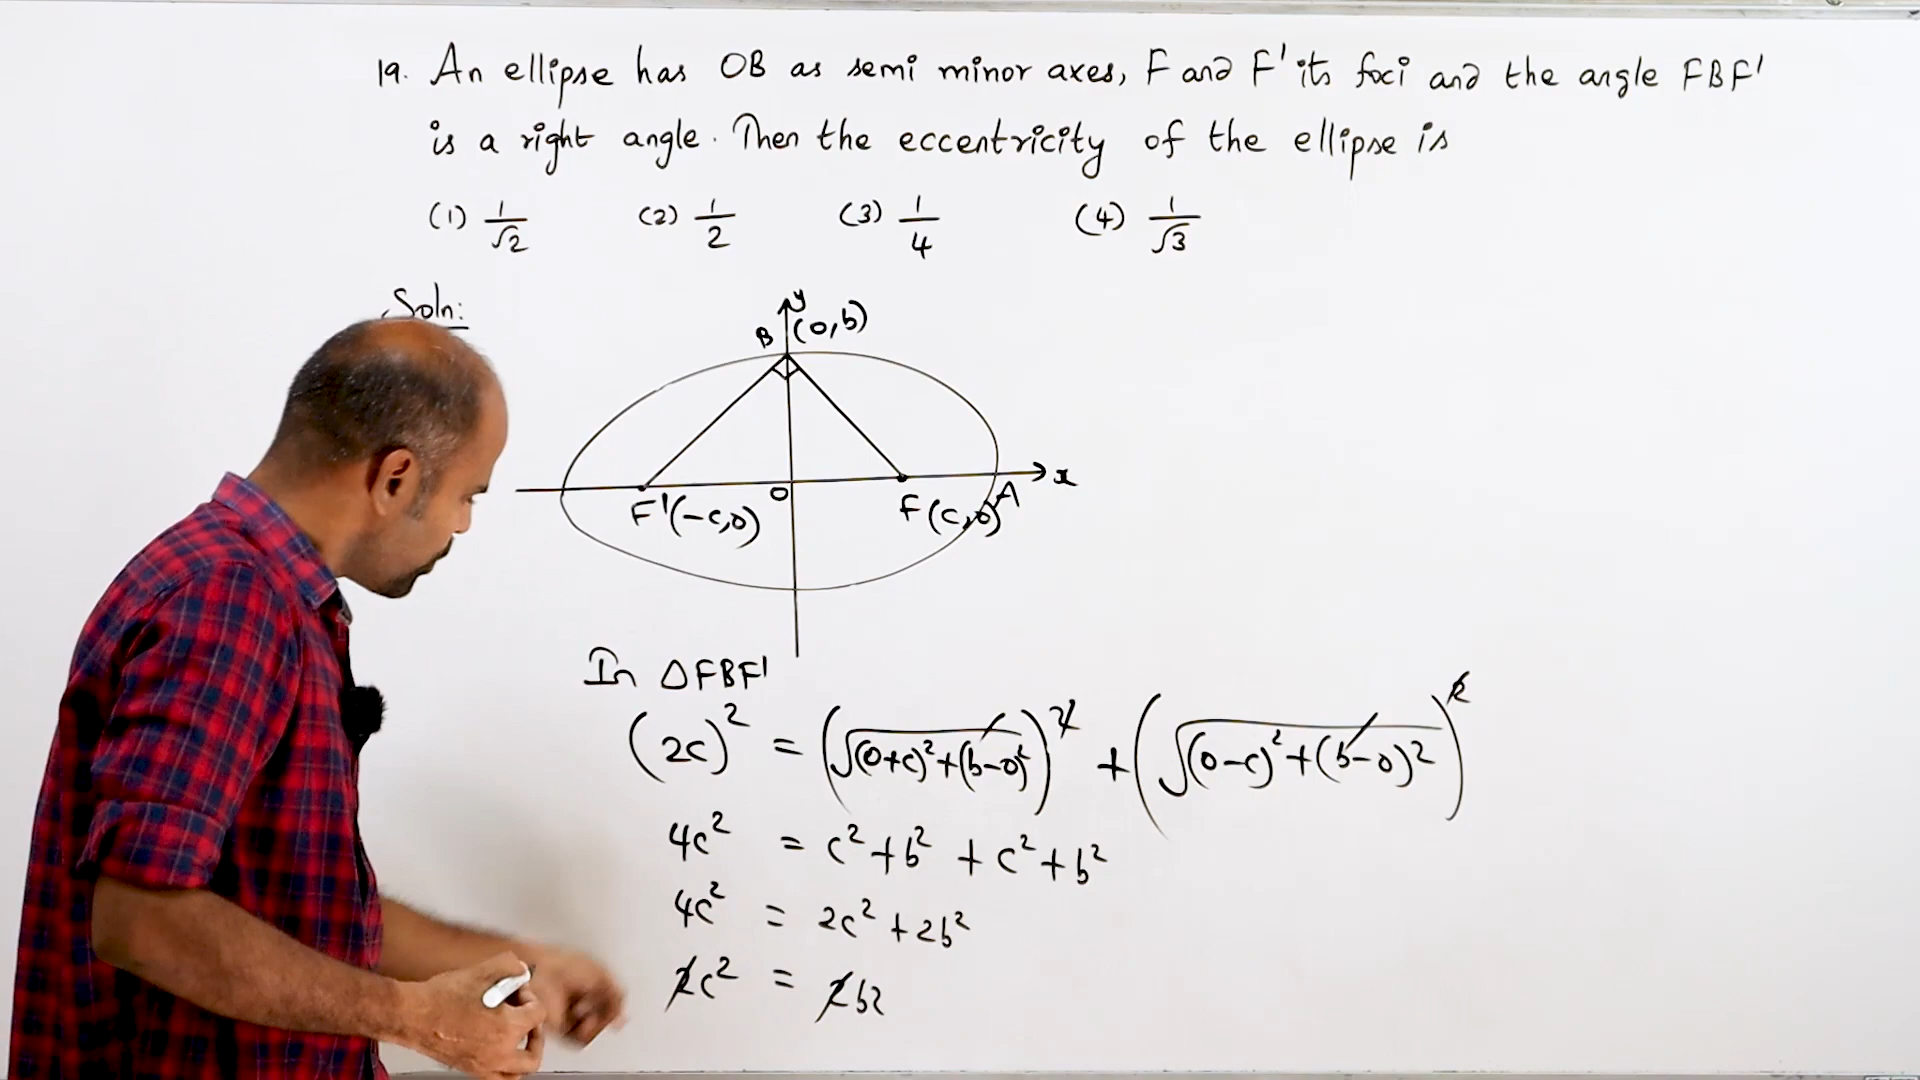 19. An ellipse has OB as semi minor axes, F and F' its foci and the angle FBF'
is a right angle. Then the eccentricity of the ellipse is
(1) 1/√2 (2) 1/2 (3) 1/4 (4) 1/√3
Soln:
y
B (0,b)
x
O
A
F'(-c,0)
F(c,0)
In △FBF'
(2c)² = (√(0+c)²+(b-0)²)² + (√(0-c)²+(b-0)²)²
4c² = c²+b² + c²+b²
4c² = 2c²+2b²
2c² = 2b²